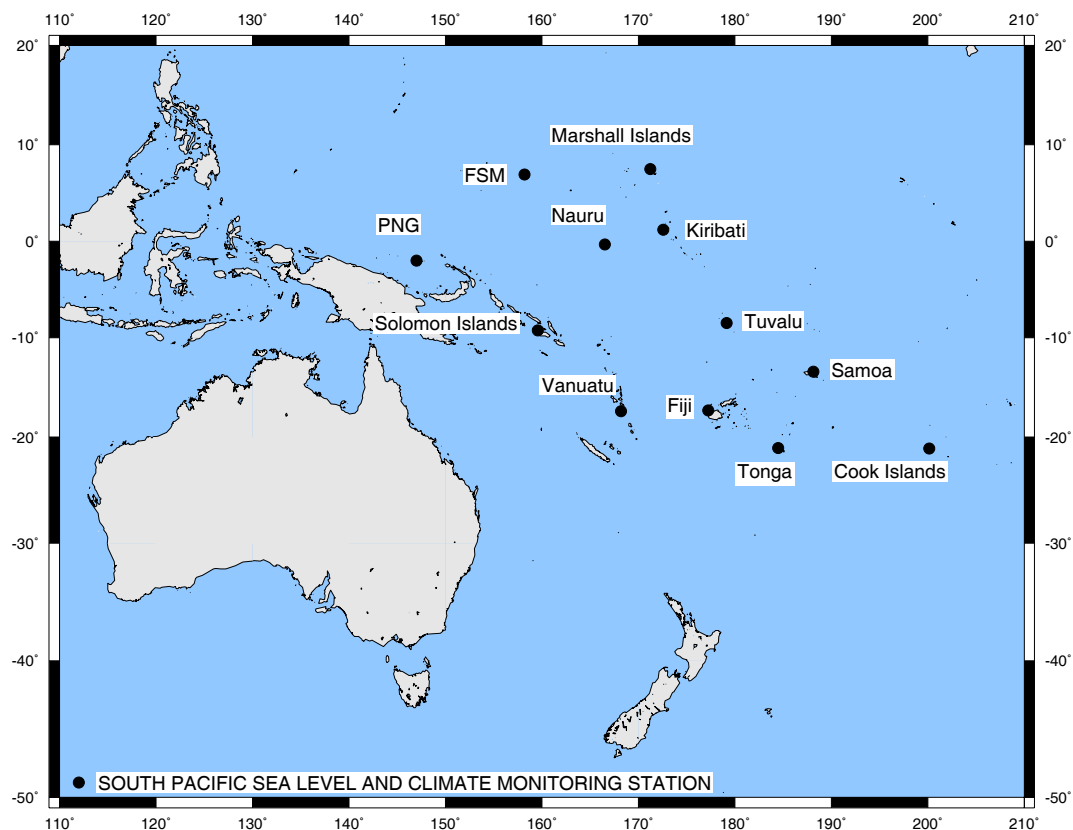 110˚ 120˚ 130˚ 140˚ 150˚ 160˚ 170˚ 180˚ 190˚ 200˚ 210˚
20˚ 20˚
Marshall Islands
10˚ 10˚
FSM
Nauru
PNG
Kiribati
0˚ 0˚
Solomon Islands
Tuvalu
-10˚ -10˚
Samoa
Vanuatu
Fiji
-20˚ -20˚
Tonga
Cook Islands
-30˚ -30˚
-40˚ -40˚
SOUTH PACIFIC SEA LEVEL AND CLIMATE MONITORING STATION
-50˚ -50˚
110˚ 120˚ 130˚ 140˚ 150˚ 160˚ 170˚ 180˚ 190˚ 200˚ 210˚